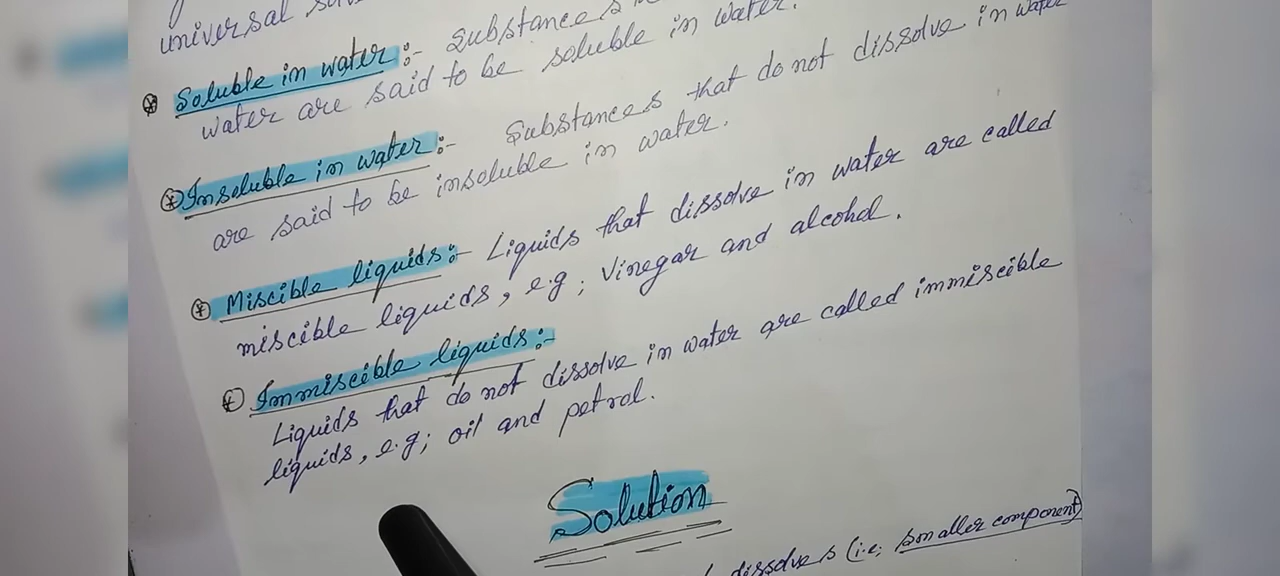 universal
Soluble in water:- Substances
water are said to be soluble in water.
Insoluble in water:- Substances that do not dissolve in water
are said to be insoluble in water.
Miscible liquids:- Liquids that dissolve in water are called
miscible liquids, e.g; Vinegar and alcohol.
Immiscible liquids:-
Liquids that do not dissolve in water are called immiscible
liquids, e.g; oil and petrol.
Solution
dissolves (i.e; smaller component)